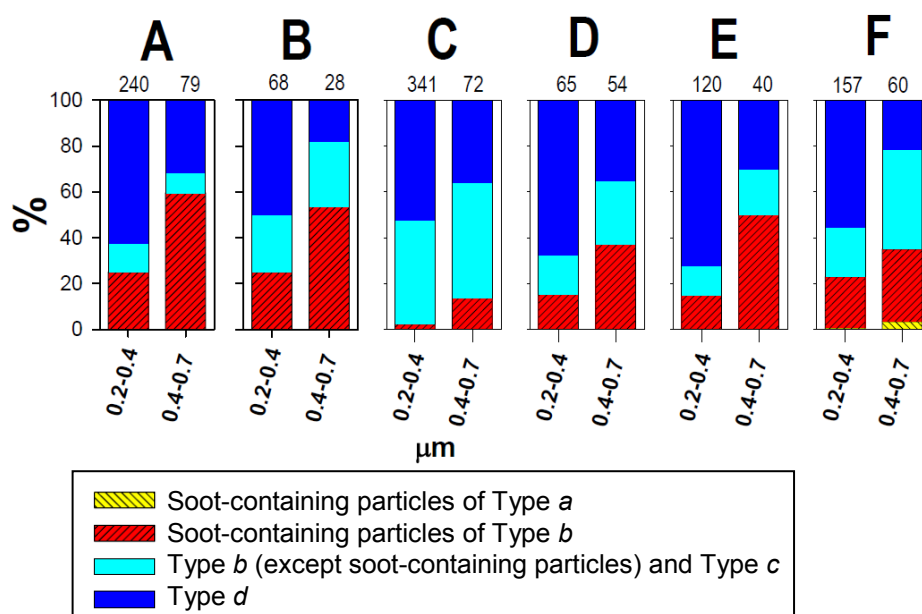 A B C D E F
240 79 68 28 341 72 65 54 120 40 157 60
100
80
60
40
20
0
%
0.2-0.4 0.4-0.7 0.2-0.4 0.4-0.7 0.2-0.4 0.4-0.7 0.2-0.4 0.4-0.7 0.2-0.4 0.4-0.7 0.2-0.4 0.4-0.7
μm
Soot-containing particles of Type a
Soot-containing particles of Type b
Type b (except soot-containing particles) and Type c
Type d